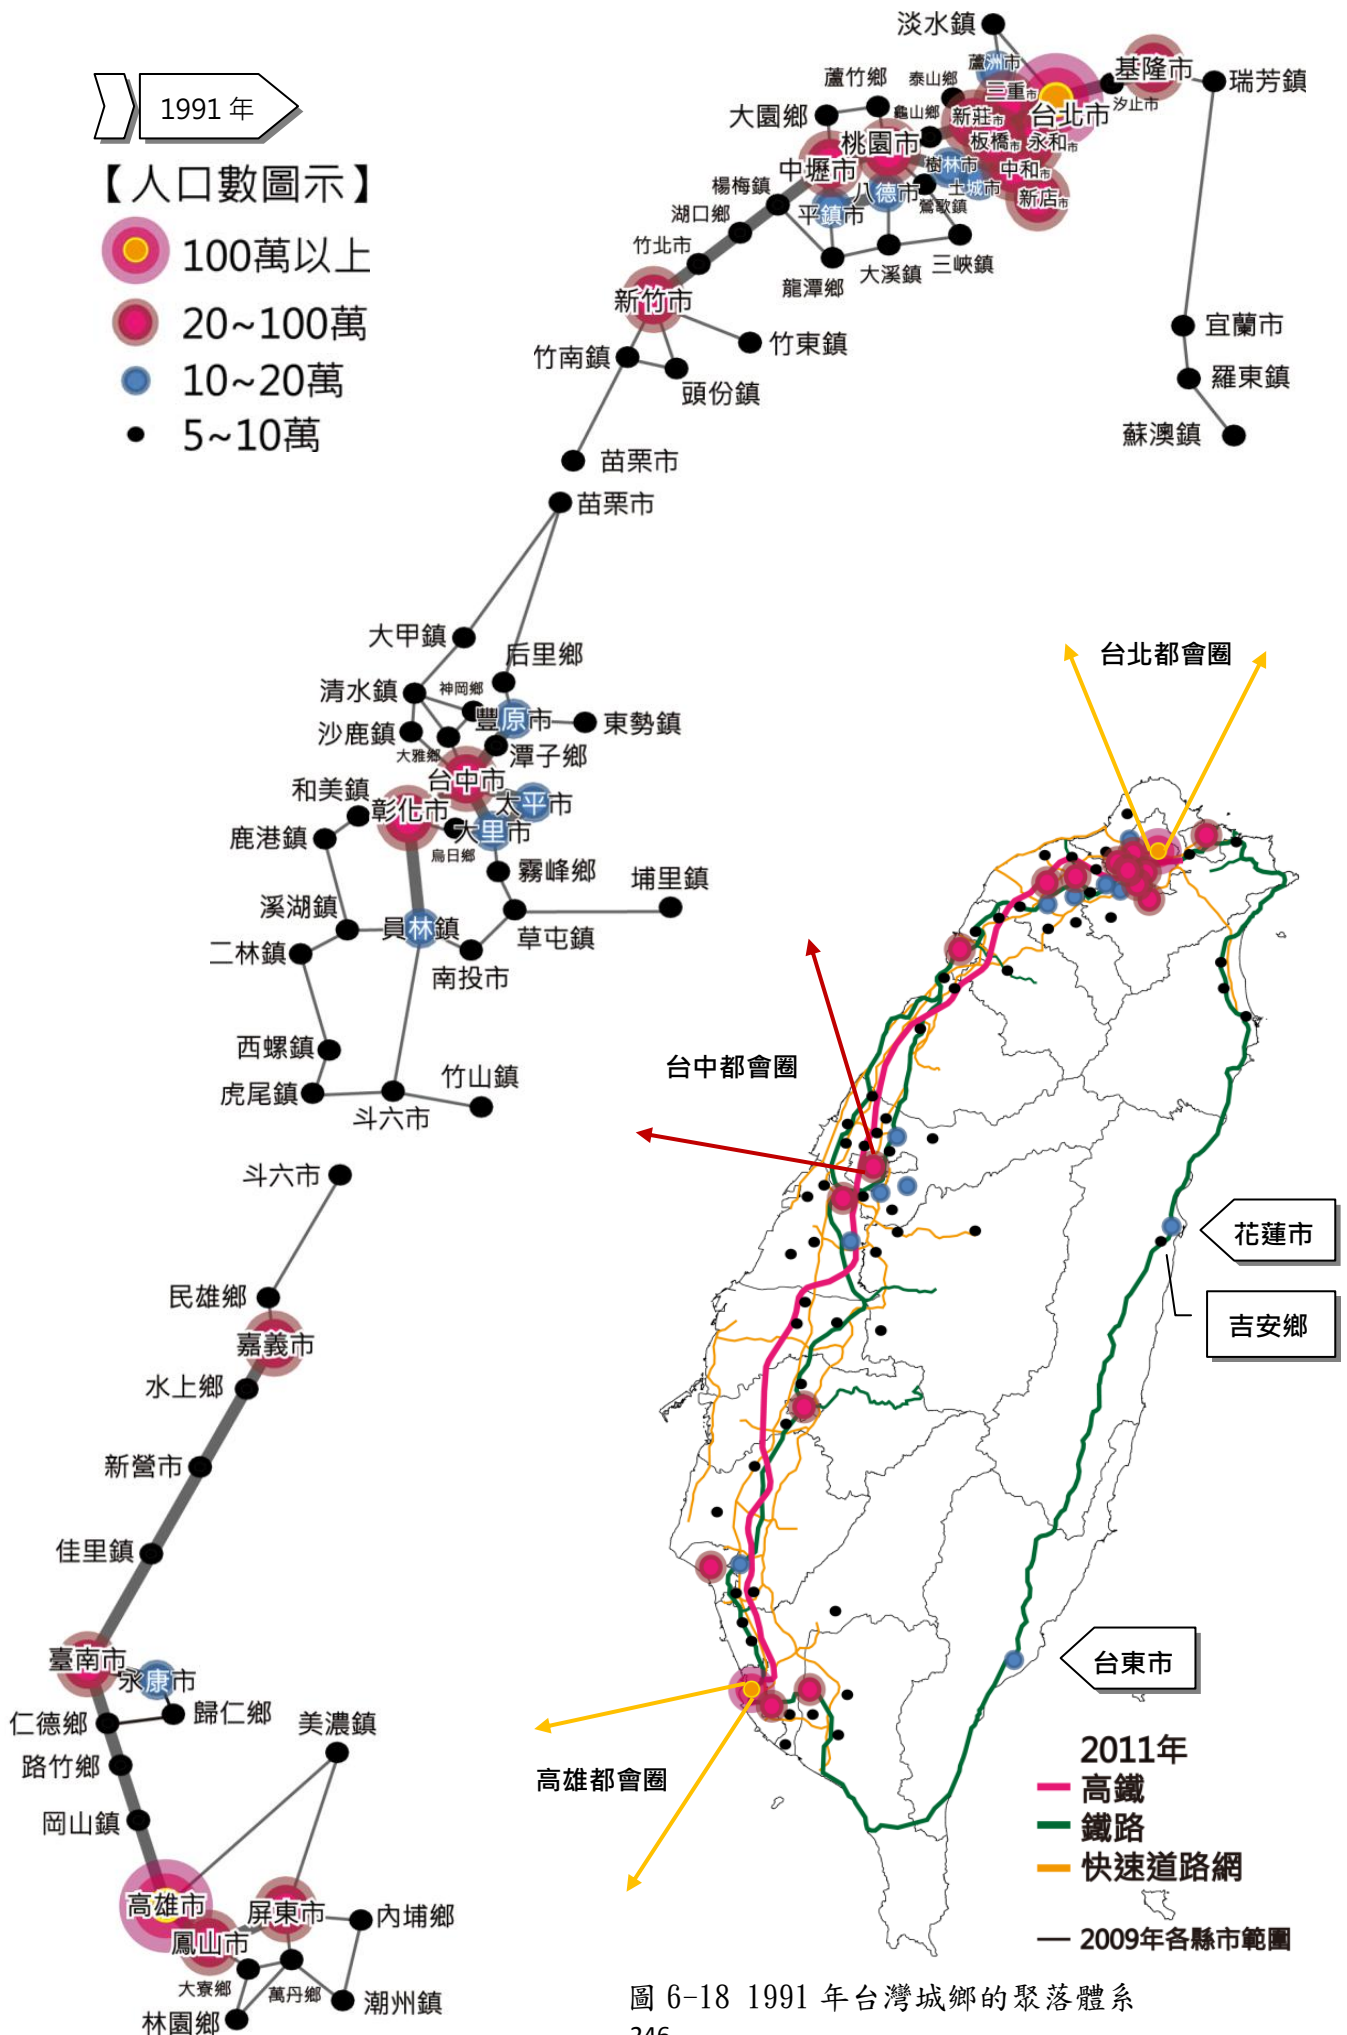 1991 年
【人口數圖示】
100萬以上
20~100萬
10~20萬
5~10萬
淡水鎮
蘆洲市
基隆市
瑞芳鎮
蘆竹鄉
泰山鄉
三重市
汐止市
大園鄉
龜山鄉
新莊市
台北市
桃園市
板橋市
永和市
中壢市
樹林市
中和市
楊梅鎮
八德市
土城市
新店市
平鎮市
鶯歌鎮
湖口鄉
竹北市
龍潭鄉
大溪鎮
三峽鎮
新竹市
宜蘭市
竹南鎮
竹東鎮
頭份鎮
羅東鎮
蘇澳鎮
苗栗市
苗栗市
大甲鎮
后里鄉
清水鎮
神岡鄉
豐原市
東勢鎮
沙鹿鎮
大雅鄉
潭子鄉
台中市
和美鎮
彰化市
太平市
大里市
鹿港鎮
烏日鄉
霧峰鄉
埔里鎮
溪湖鎮
員林鎮
草屯鎮
二林鎮
南投市
西螺鎮
虎尾鎮
竹山鎮
斗六市
斗六市
民雄鄉
嘉義市
水上鄉
新營市
佳里鎮
臺南市
永康市
仁德鄉
歸仁鄉
美濃鎮
路竹鄉
岡山鎮
高雄市
屏東市
內埔鄉
鳳山市
大寮鄉
萬丹鄉
潮州鎮
林園鄉
台北都會圈
台中都會圈
花蓮市
吉安鄉
台東市
高雄都會圈
2011年
高鐵
鐵路
快速道路網
2009年各縣市範圍
圖 6-18 1991 年台灣城鄉的聚落體系
246